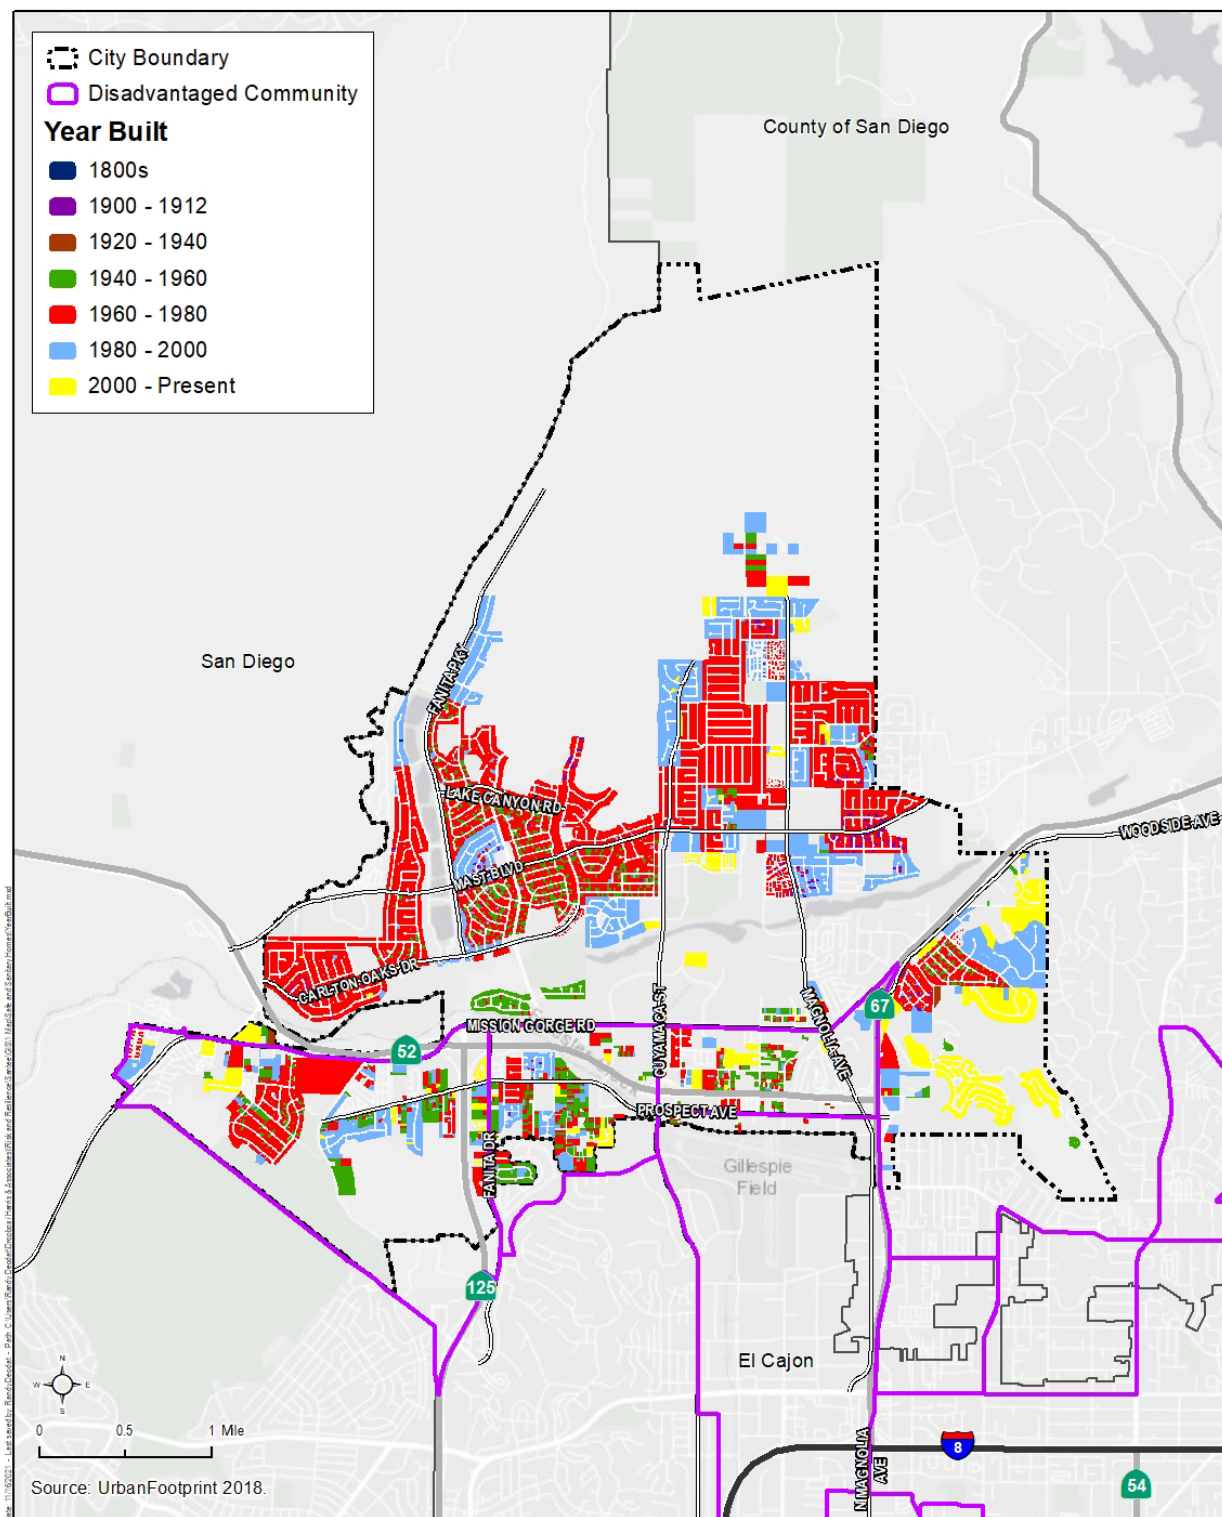 City Boundary
Disadvantaged Community
Year Built
1800s
1900 - 1912
1920 - 1940
1940 - 1960
1960 - 1980
1980 - 2000
2000 - Present
County of San Diego
San Diego
FANITA PKY
LAKE CANYON RD
MAST BLVD
WOODSIDE AVE
CARLTON OAKS DR
CUYAMACA ST
MAGNOLIA AVE
67
MISSION GORGE RD
52
PROSPECT AVE
FANITA DR
Gillespie
Field
125
El Cajon
N
W E
S
0 0.5 1 Mile
N MAGNOLIA
AVE
8
54
Source: UrbanFootprint 2018.